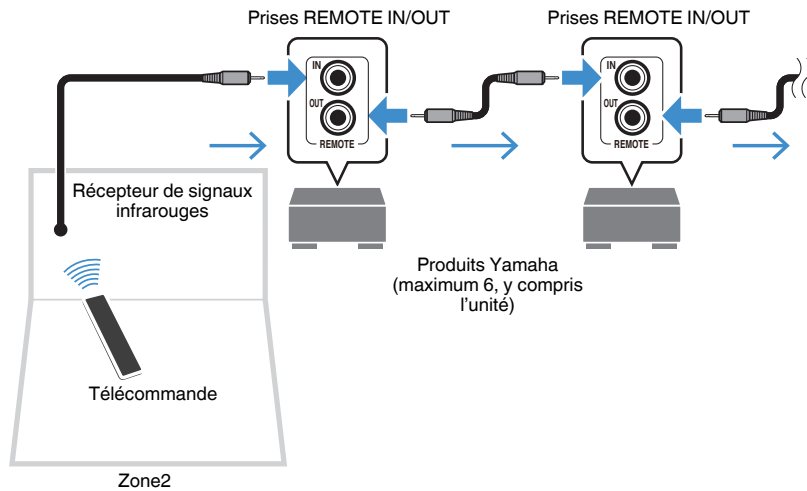 Prises REMOTE IN/OUT
Prises REMOTE IN/OUT
IN
OUT
REMOTE
IN
OUT
REMOTE
Récepteur de signaux
infrarouges
Produits Yamaha
(maximum 6, y compris
l’unité)
Télécommande
Zone2